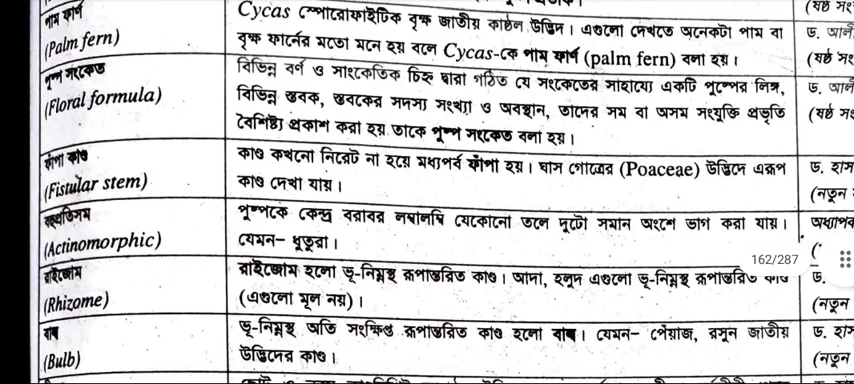 পাম ফার্ন
(Palm fern)
Cycas স্পোরোফাইটিক বৃক্ষ জাতীয় কাষ্ঠল উদ্ভিদ। এগুলো দেখতে অনেকটা পাম বা
বৃক্ষ ফার্নের মতো মনে হয় বলে Cycas-কে পাম ফার্ন (palm fern) বলা হয়।
(ষষ্ঠ
ড.
(ষষ্ঠ
পুষ্প সংকেত
(Floral formula)
বিভিন্ন বর্ণ ও সাংকেতিক চিহ্ন দ্বারা গঠিত যে সংকেতের সাহায্যে একটি পুষ্পের লিঙ্গ,
বিভিন্ন স্তবক, স্তবকের সদস্য সংখ্যা ও অবস্থান, তাদের সম বা অসম সংযুক্তি প্রভৃতি
বৈশিষ্ট্য প্রকাশ করা হয় তাকে পুষ্প সংকেত বলা হয়।
ড.
(ষষ্ঠ
ফাঁপা কাণ্ড
(Fistular stem)
কাণ্ড কখনো নিরেট না হয়ে মধ্যপর্ব ফাঁপা হয়। ঘাস গোত্রের (Poaceae) উদ্ভিদে এরূপ
কাণ্ড দেখা যায়।
ড. হাস
(নতুন
বহুপ্রতিসম
(Actinomorphic)
পুষ্পকে কেন্দ্র বরাবর লম্বালম্বি যেকোনো তলে দুটো সমান অংশে ভাগ করা যায়।
যেমন– ধুতুরা।
অধ্যাপক
162/287
রাইজোম
(Rhizome)
রাইজোম হলো ভূ-নিম্নস্থ রূপান্তরিত কাণ্ড। আদা, হলুদ এগুলো ভূ-নিম্নস্থ রূপান্তরিত কাণ্ড
(এগুলো মূল নয়)।
ড.
(নতুন
বাল্ব
(Bulb)
ভূ-নিম্নস্থ অতি সংক্ষিপ্ত রূপান্তরিত কাণ্ড হলো বাল্ব। যেমন– পেঁয়াজ, রসুন জাতীয়
উদ্ভিদের কাণ্ড।
ড. হাস
(নতুন